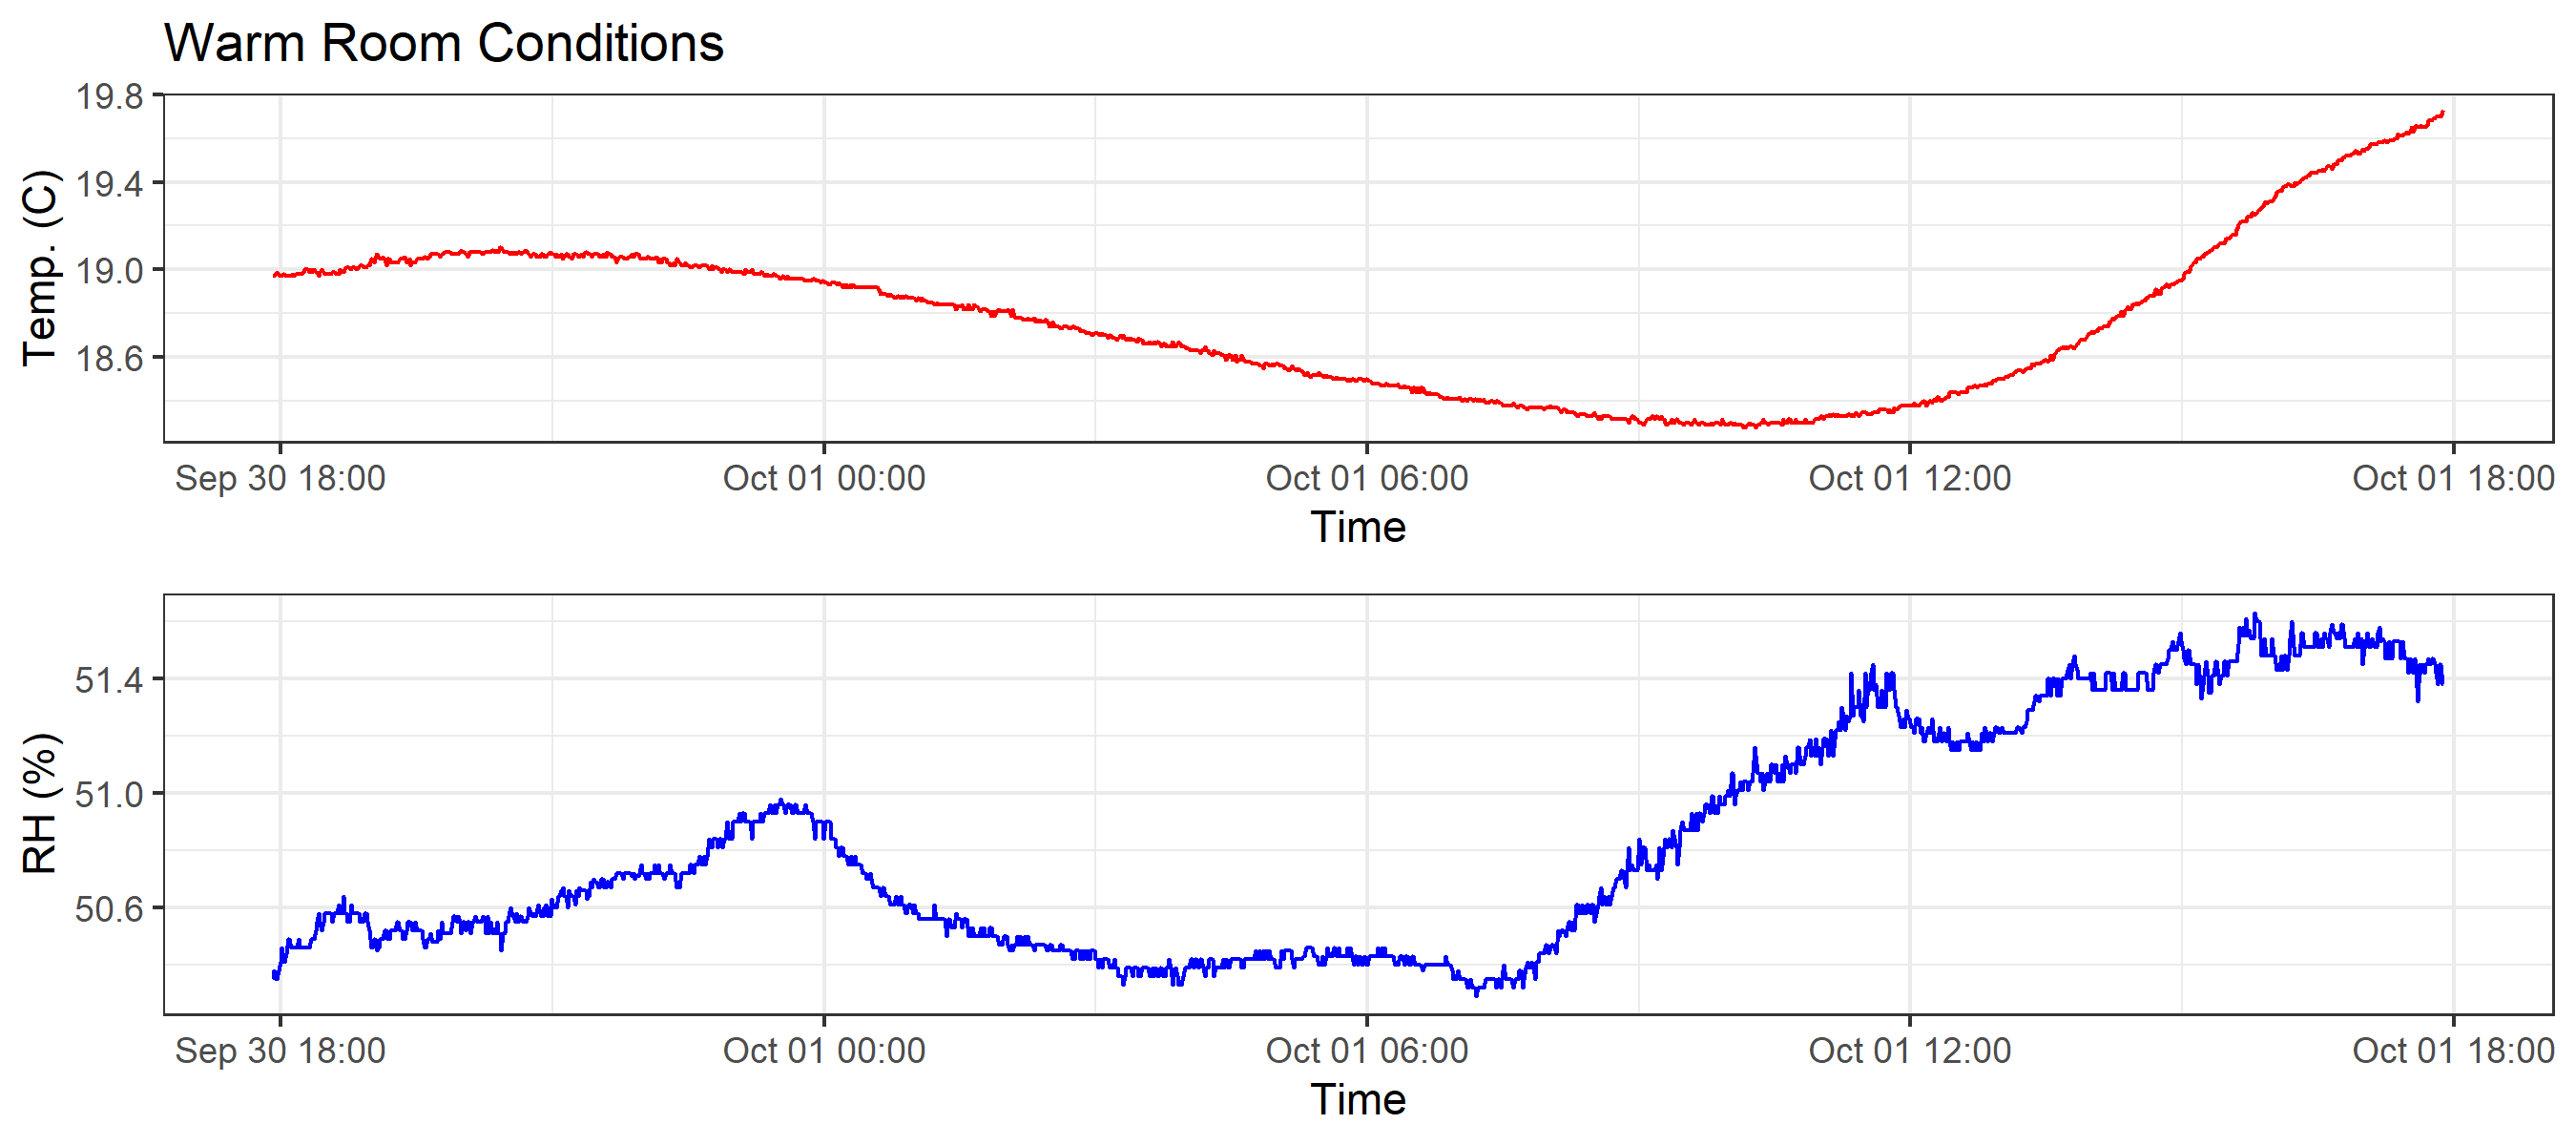 Warm Room Conditions
19.8
19.4
19.0
18.6
Temp. (C)
Sep 30 18:00 Oct 01 00:00 Oct 01 06:00 Oct 01 12:00 Oct 01 18:00
Time
51.4
51.0
50.6
RH (%)
Sep 30 18:00 Oct 01 00:00 Oct 01 06:00 Oct 01 12:00 Oct 01 18:00
Time